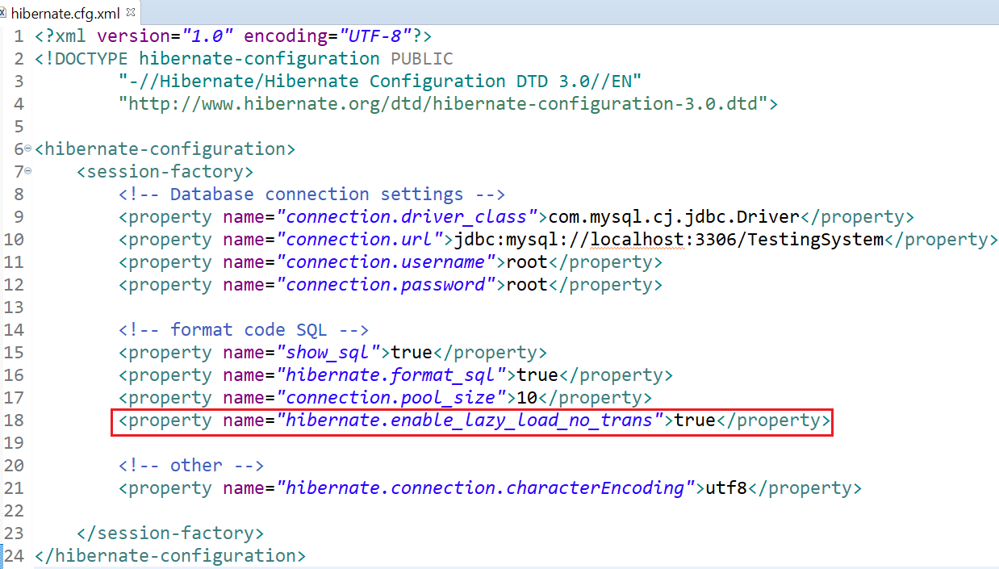 hibernate.cfg.xml
1 <?xml version="1.0" encoding="UTF-8"?>
2 <!DOCTYPE hibernate-configuration PUBLIC
3         "-//Hibernate/Hibernate Configuration DTD 3.0//EN"
4         "http://www.hibernate.org/dtd/hibernate-configuration-3.0.dtd">
5
6 <hibernate-configuration>
7     <session-factory>
8         <!-- Database connection settings -->
9         <property name="connection.driver_class">com.mysql.cj.jdbc.Driver</property>
10         <property name="connection.url">jdbc:mysql://localhost:3306/TestingSystem</property>
11         <property name="connection.username">root</property>
12         <property name="connection.password">root</property>
13
14         <!-- format code SQL -->
15         <property name="show_sql">true</property>
16         <property name="hibernate.format_sql">true</property>
17         <property name="connection.pool_size">10</property>
18         <property name="hibernate.enable_lazy_load_no_trans">true</property>
19
20         <!-- other -->
21         <property name="hibernate.connection.characterEncoding">utf8</property>
22
23     </session-factory>
24 </hibernate-configuration>